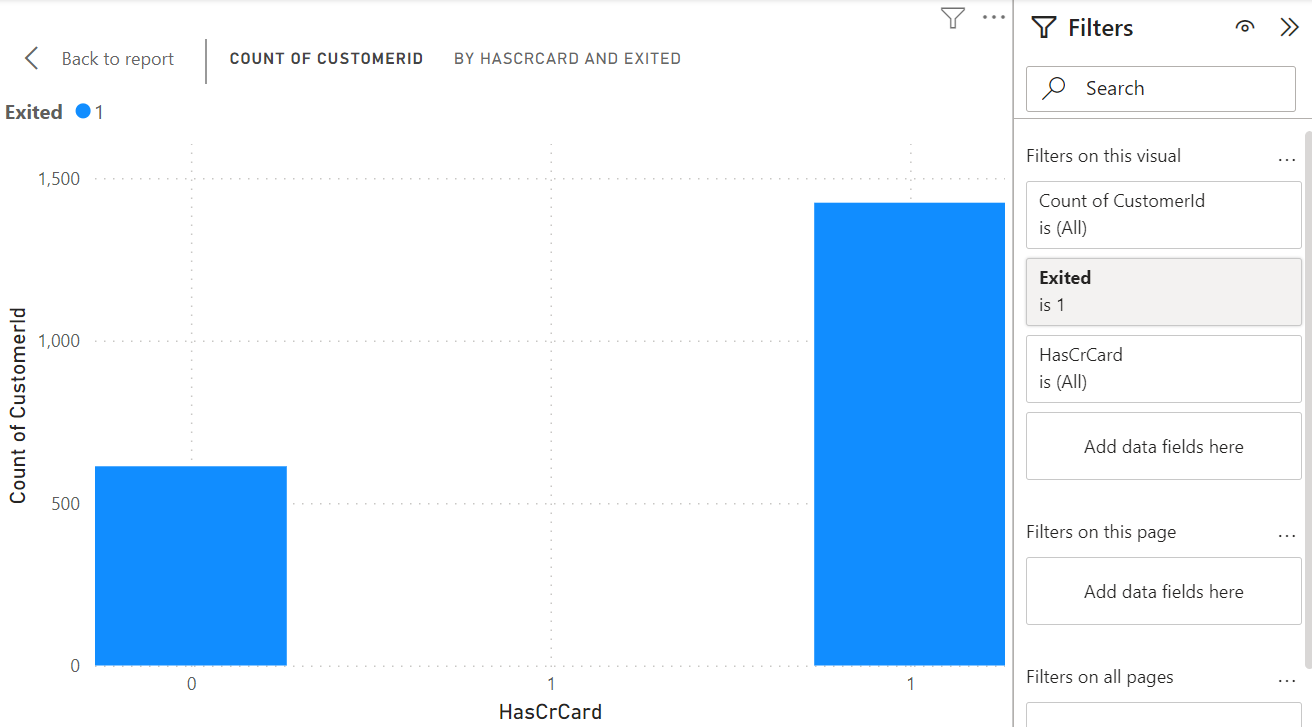 Back to report
COUNT OF CUSTOMERID
BY HASCRCARD AND EXITED
Exited 1
1,500
1,000
500
0
Count of CustomerId
0 1 1
HasCrCard
Filters
Search
Filters on this visual
Count of CustomerId
is (All)
Exited
is 1
HasCrCard
is (All)
Add data fields here
Filters on this page
Add data fields here
Filters on all pages